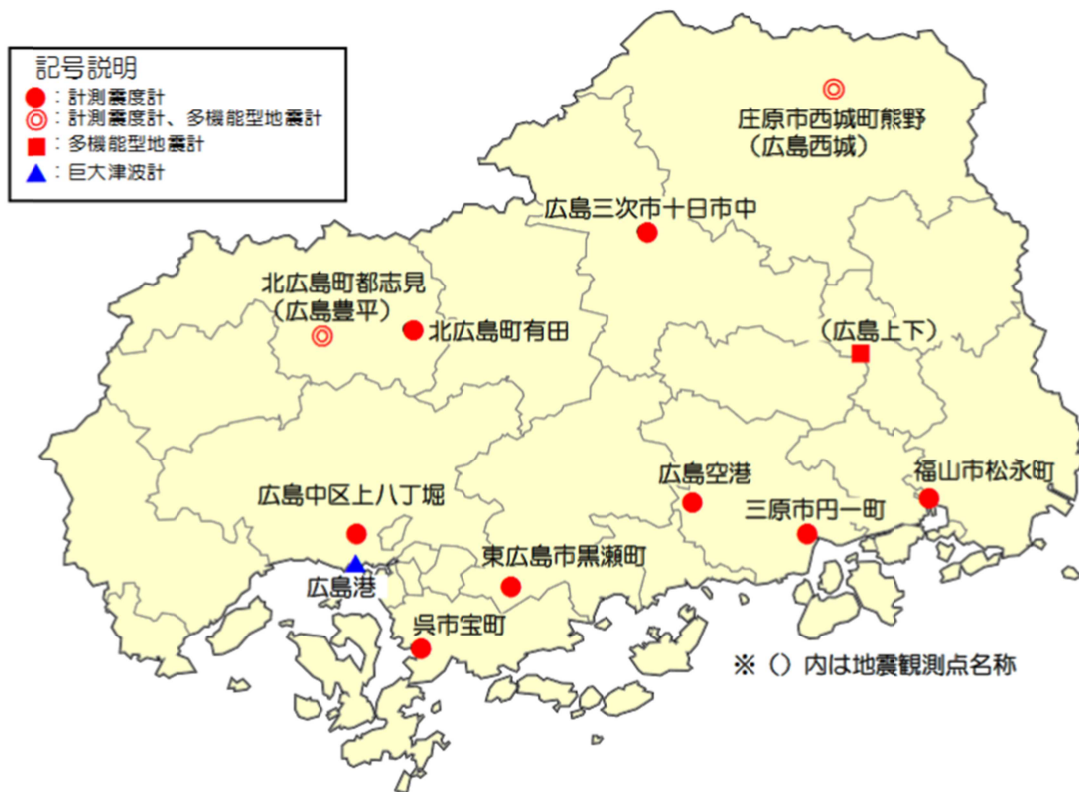 記号説明
：計測震度計
：計測震度計、多機能型地震計
：多機能型地震計
：巨大津波計
庄原市西城町熊野
（広島西城）
広島三次市十日市中
北広島町都志見
（広島豊平）
北広島町有田
（広島上下）
広島空港
福山市松永町
広島中区上八丁堀
三原市円一町
東広島市黒瀬町
広島港
呉市宝町
※（）内は地震観測点名称